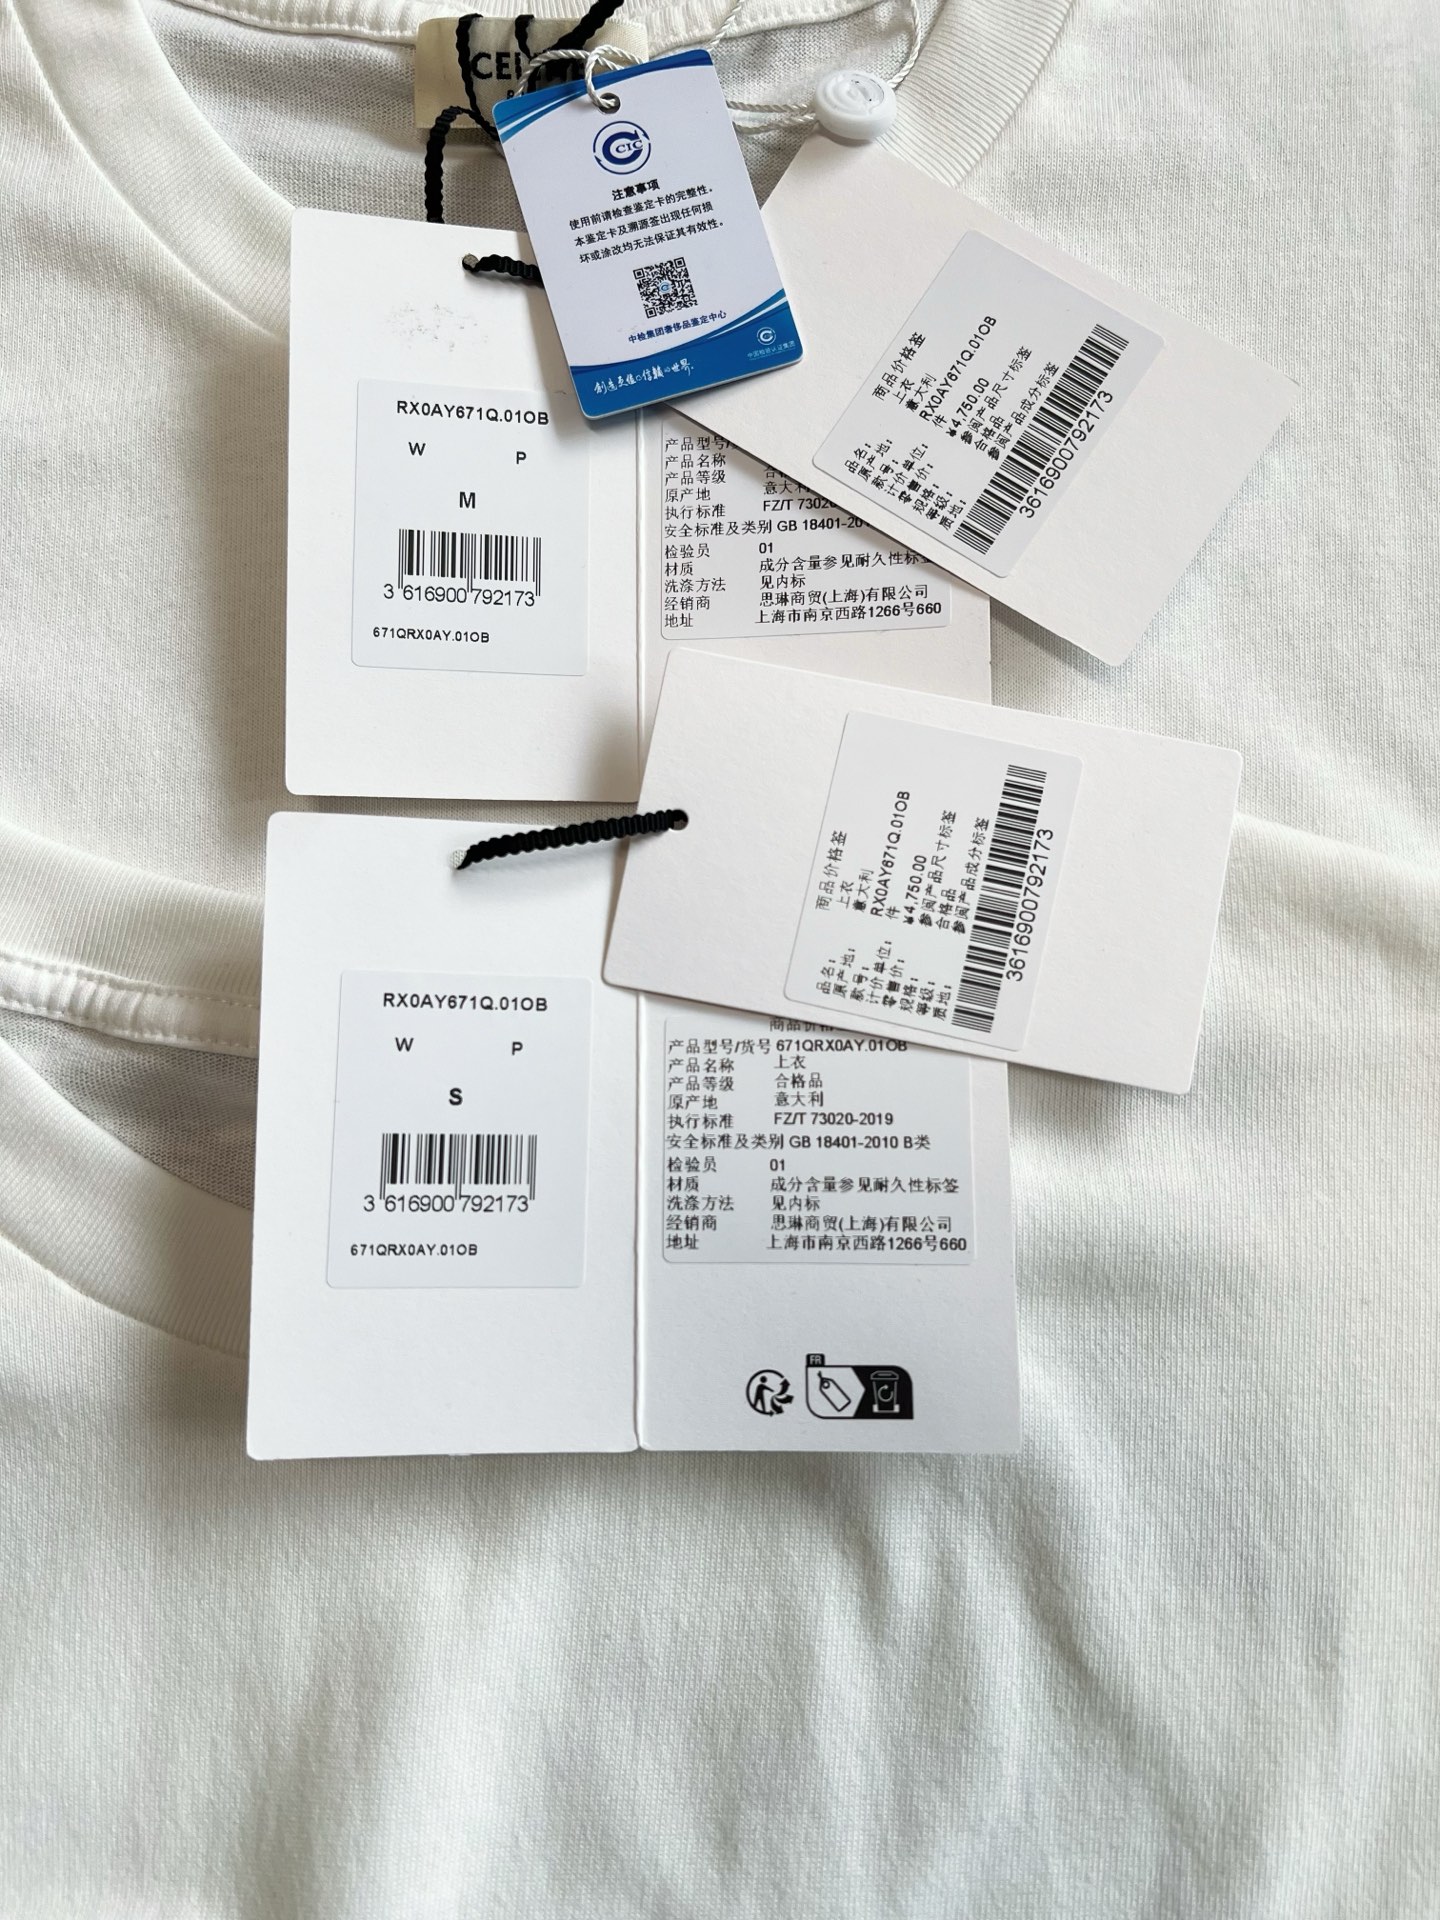 注意事项
使用前请检查鉴定卡的完整性。
本鉴定卡及溯源签出现任何损
坏或涂改均无法保证其有效性。
中检集团奢侈品鉴定中心
中国检验认证集团
CCIC
RX0AY671Q.01OB
W P
M
3 616900 792173
671QRX0AY.01OB
产品型号/
产品名称
产品等级
原产地 意大利
执行标准 FZ/T 7302
安全标准及类别 GB 18401-20
检验员 01
材质 成分含量参见耐久性标签
洗涤方法 见内标
经销商 思琳商贸(上海)有限公司
地址 上海市南京西路1266号660
商品价格签
品名: 上衣
原产地: 意大利
款号: RX0AY671Q.01OB
计价单位: 件
零售价: ¥4,750.00
规格: 参阅产品尺寸标签
等级: 合格品
质地: 参阅产品成分标签
3616900792173
商品价格签
品名: 上衣
原产地: 意大利
款号: RX0AY671Q.01OB
计价单位: 件
零售价: ¥4,750.00
规格: 参阅产品尺寸标签
等级: 合格品
质地: 参阅产品成分标签
3616900792173
RX0AY671Q.01OB
W P
S
3 616900 792173
671QRX0AY.01OB
商品价格
产品型号/货号 671QRX0AY.01OB
产品名称 上衣
产品等级 合格品
原产地 意大利
执行标准 FZ/T 73020-2019
安全标准及类别 GB 18401-2010 B类
检验员 01
材质 成分含量参见耐久性标签
洗涤方法 见内标
经销商 思琳商贸(上海)有限公司
地址 上海市南京西路1266号660
FR